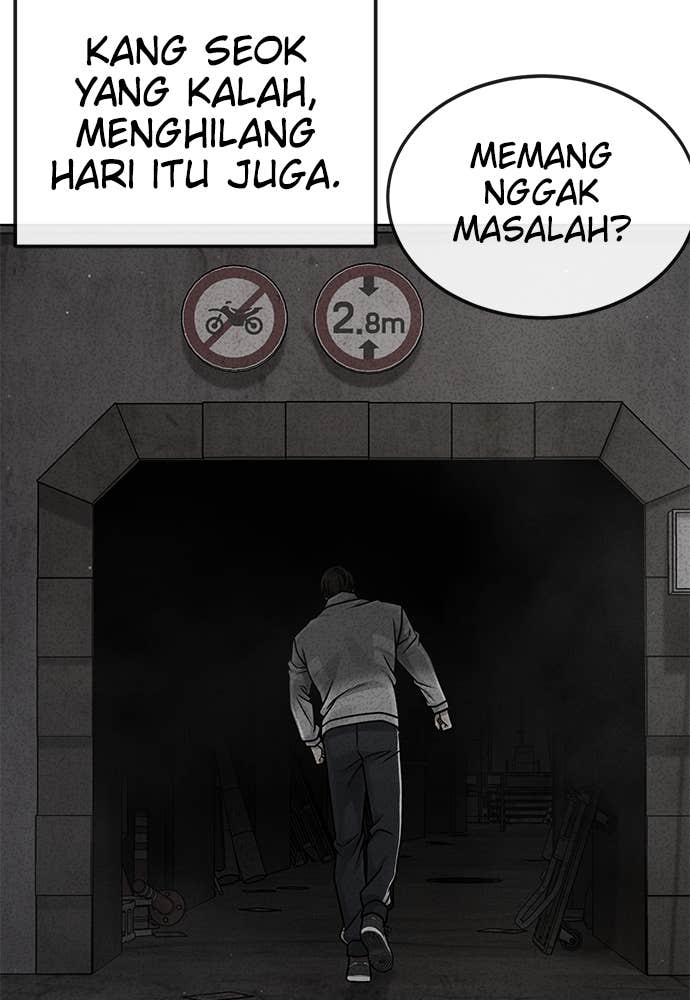 KANG SEOK
YANG KALAH,
MENGHILANG
HARI ITU JUGA.
MEMANG
NGGAK
MASALAH?
2.8m